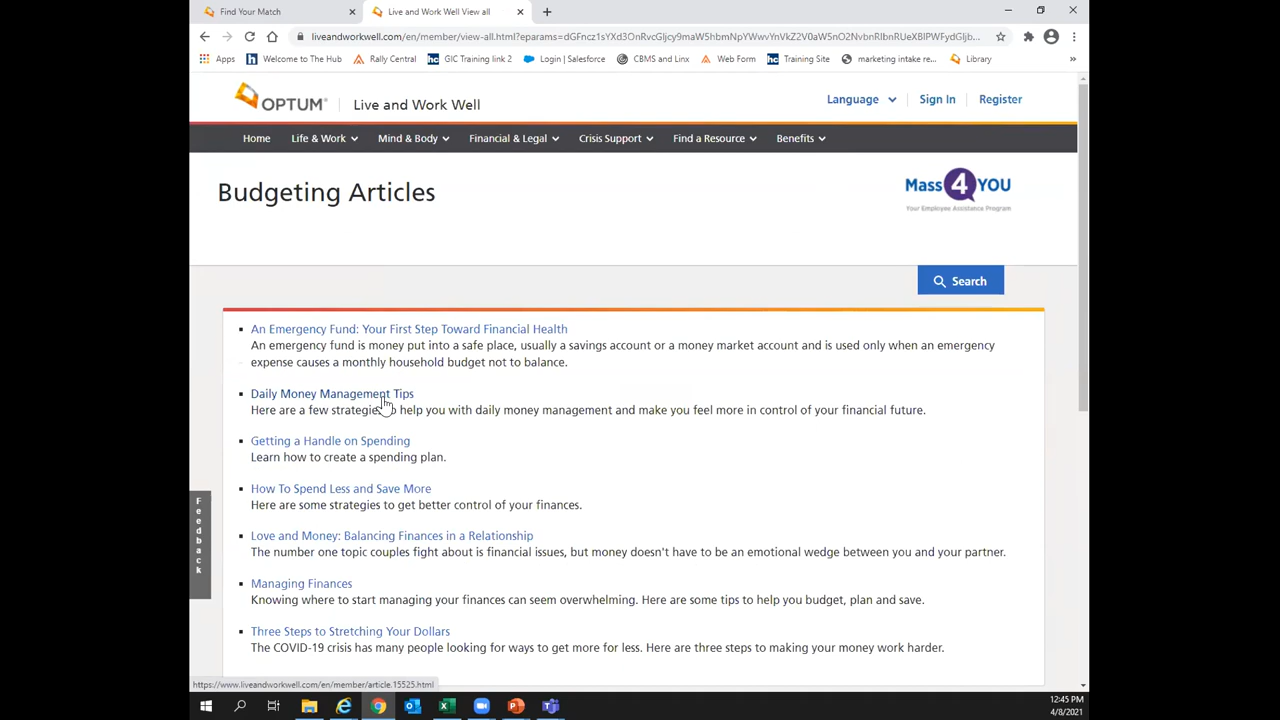 Find Your Match
Live and Work Well View all
liveandworkwell.com/en/member/view-all.html?eparams=
Apps
Welcome to The Hub
Rally Central
GIC Training link 2
Login | Salesforce
CBMS and Linx
Web Form
Training Site
marketing intake re...
Library
OPTUM®
Live and Work Well
Language
Sign In
Register
Home
Life & Work
Mind & Body
Financial & Legal
Crisis Support
Find a Resource
Benefits
Budgeting Articles
Mass4YOU
Your Employee Assistance Program
Search
An Emergency Fund: Your First Step Toward Financial Health
An emergency fund is money put into a safe place, usually a savings account or a money market account and is used only when an emergency
expense causes a monthly household budget not to balance.
Daily Money Management Tips
Here are a few strategies to help you with daily money management and make you feel more in control of your financial future.
Getting a Handle on Spending
Learn how to create a spending plan.
How To Spend Less and Save More
Here are some strategies to get better control of your finances.
Love and Money: Balancing Finances in a Relationship
The number one topic couples fight about is financial issues, but money doesn't have to be an emotional wedge between you and your partner.
Managing Finances
Knowing where to start managing your finances can seem overwhelming. Here are some tips to help you budget, plan and save.
Three Steps to Stretching Your Dollars
The COVID-19 crisis has many people looking for ways to get more for less. Here are three steps to making your money work harder.
Feedback
https://www.liveandworkwell.com/en/member/article.15525.html
12:45 PM
4/8/2021